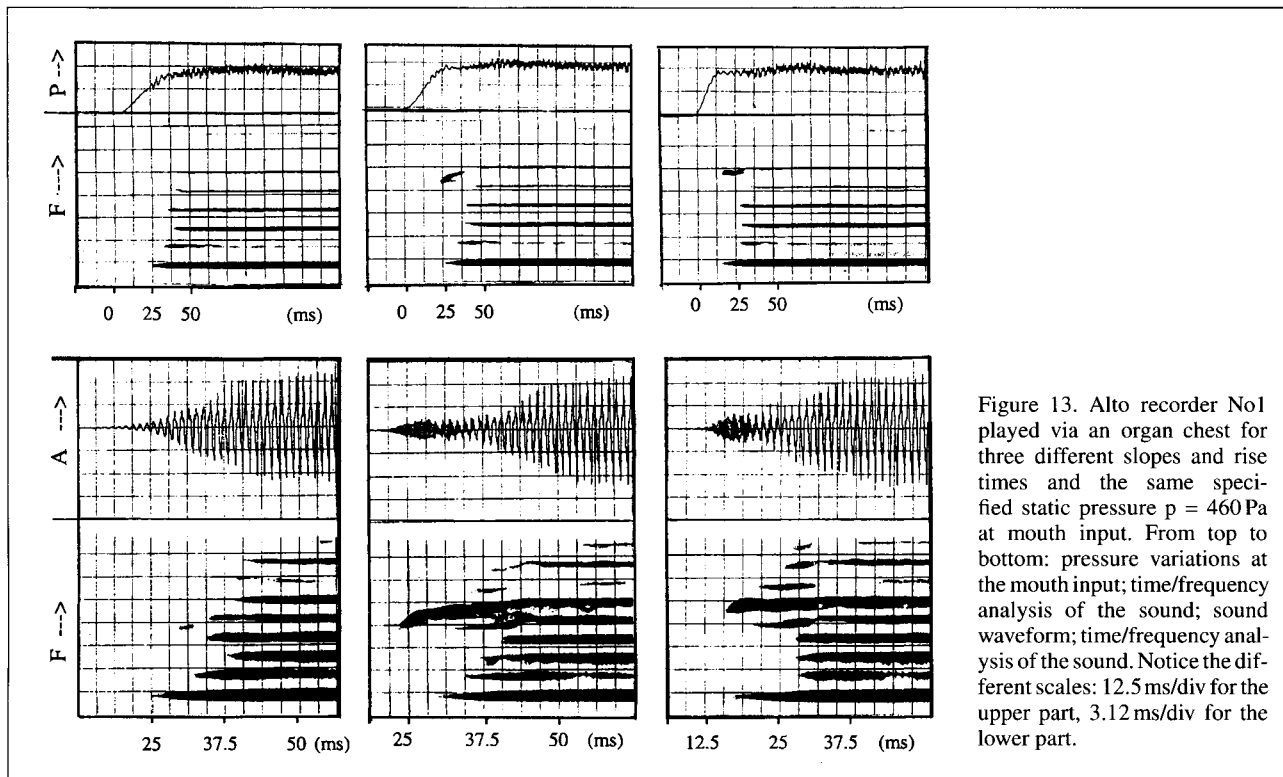 P -->
F --->
0 25 50 (ms)
0 25 50 (ms)
0 25 50 (ms)
A --->
F --->
25 37.5 50 (ms)
25 37.5 50 (ms)
12.5 25 37.5 (ms)
Figure 13. Alto recorder No1
played via an organ chest for
three different slopes and rise
times and the same speci-
fied static pressure p = 460 Pa
at mouth input. From top to
bottom: pressure variations at
the mouth input; time/frequency
analysis of the sound; sound
waveform; time/frequency anal-
ysis of the sound. Notice the dif-
ferent scales: 12.5 ms/div for the
upper part, 3.12 ms/div for the
lower part.